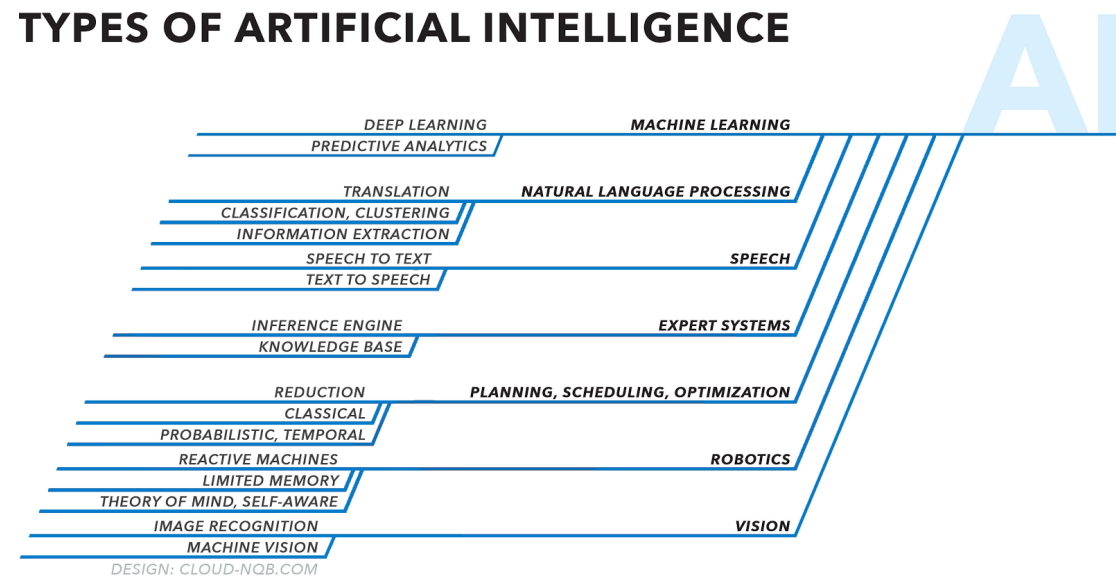 TYPES OF ARTIFICIAL INTELLIGENCE
AI
DEEP LEARNING
MACHINE LEARNING
PREDICTIVE ANALYTICS
TRANSLATION
NATURAL LANGUAGE PROCESSING
CLASSIFICATION, CLUSTERING
INFORMATION EXTRACTION
SPEECH TO TEXT
SPEECH
TEXT TO SPEECH
INFERENCE ENGINE
EXPERT SYSTEMS
KNOWLEDGE BASE
REDUCTION
PLANNING, SCHEDULING, OPTIMIZATION
CLASSICAL
PROBABILISTIC, TEMPORAL
REACTIVE MACHINES
ROBOTICS
LIMITED MEMORY
THEORY OF MIND, SELF-AWARE
IMAGE RECOGNITION
VISION
MACHINE VISION
DESIGN: CLOUD-NQB.COM